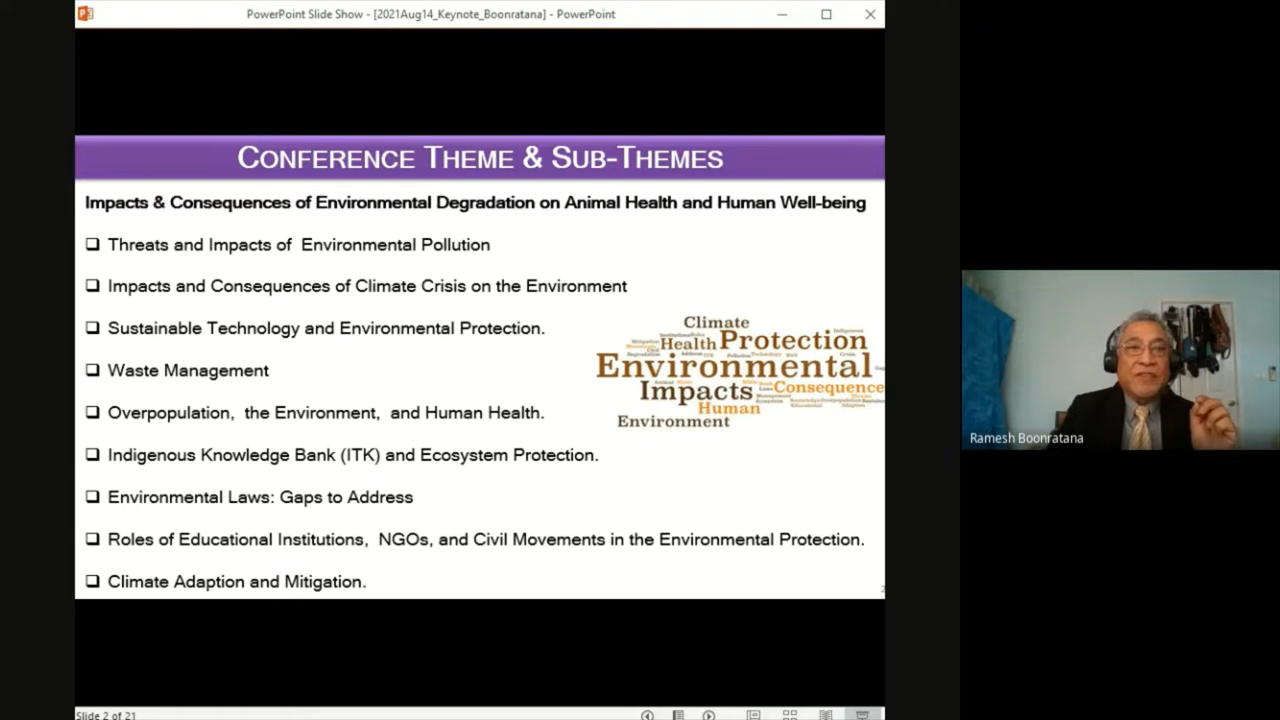 PowerPoint Slide Show - [2021Aug14_Keynote_Boonratana] - PowerPoint
CONFERENCE THEME & SUB-THEMES
Impacts & Consequences of Environmental Degradation on Animal Health and Human Well-being
Threats and Impacts of Environmental Pollution
Impacts and Consequences of Climate Crisis on the Environment
Sustainable Technology and Environmental Protection.
Waste Management
Overpopulation, the Environment, and Human Health.
Indigenous Knowledge Bank (ITK) and Ecosystem Protection.
Environmental Laws: Gaps to Address
Roles of Educational Institutions, NGOs, and Civil Movements in the Environmental Protection.
Climate Adaption and Mitigation.
Climate
Health Protection
Environmental
Impacts Consequence
Human
Environment
2
Ramesh Boonratana
Slide 2 of 21